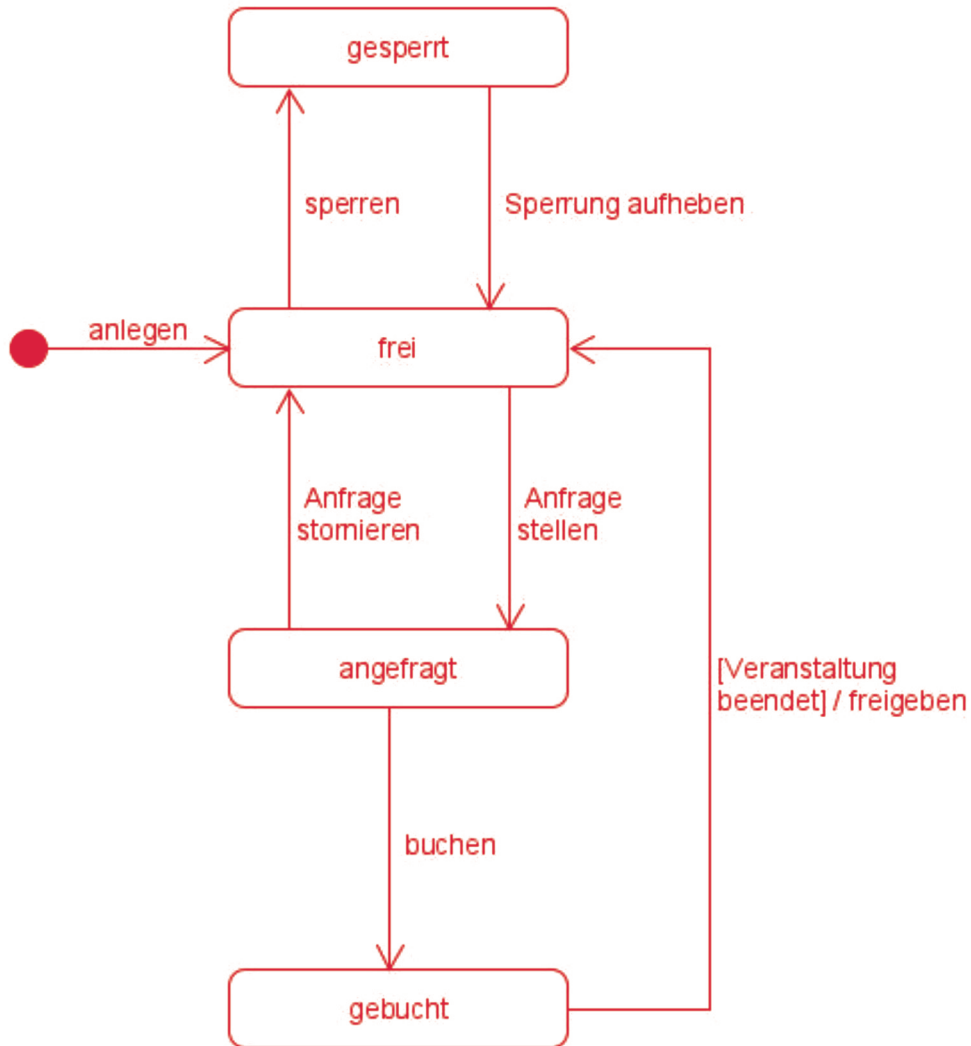 gesperrt
sperren
Sperrung aufheben
anlegen
frei
Anfrage
stornieren
Anfrage
stellen
angefragt
[Veranstaltung
beendet] / freigeben
buchen
gebucht